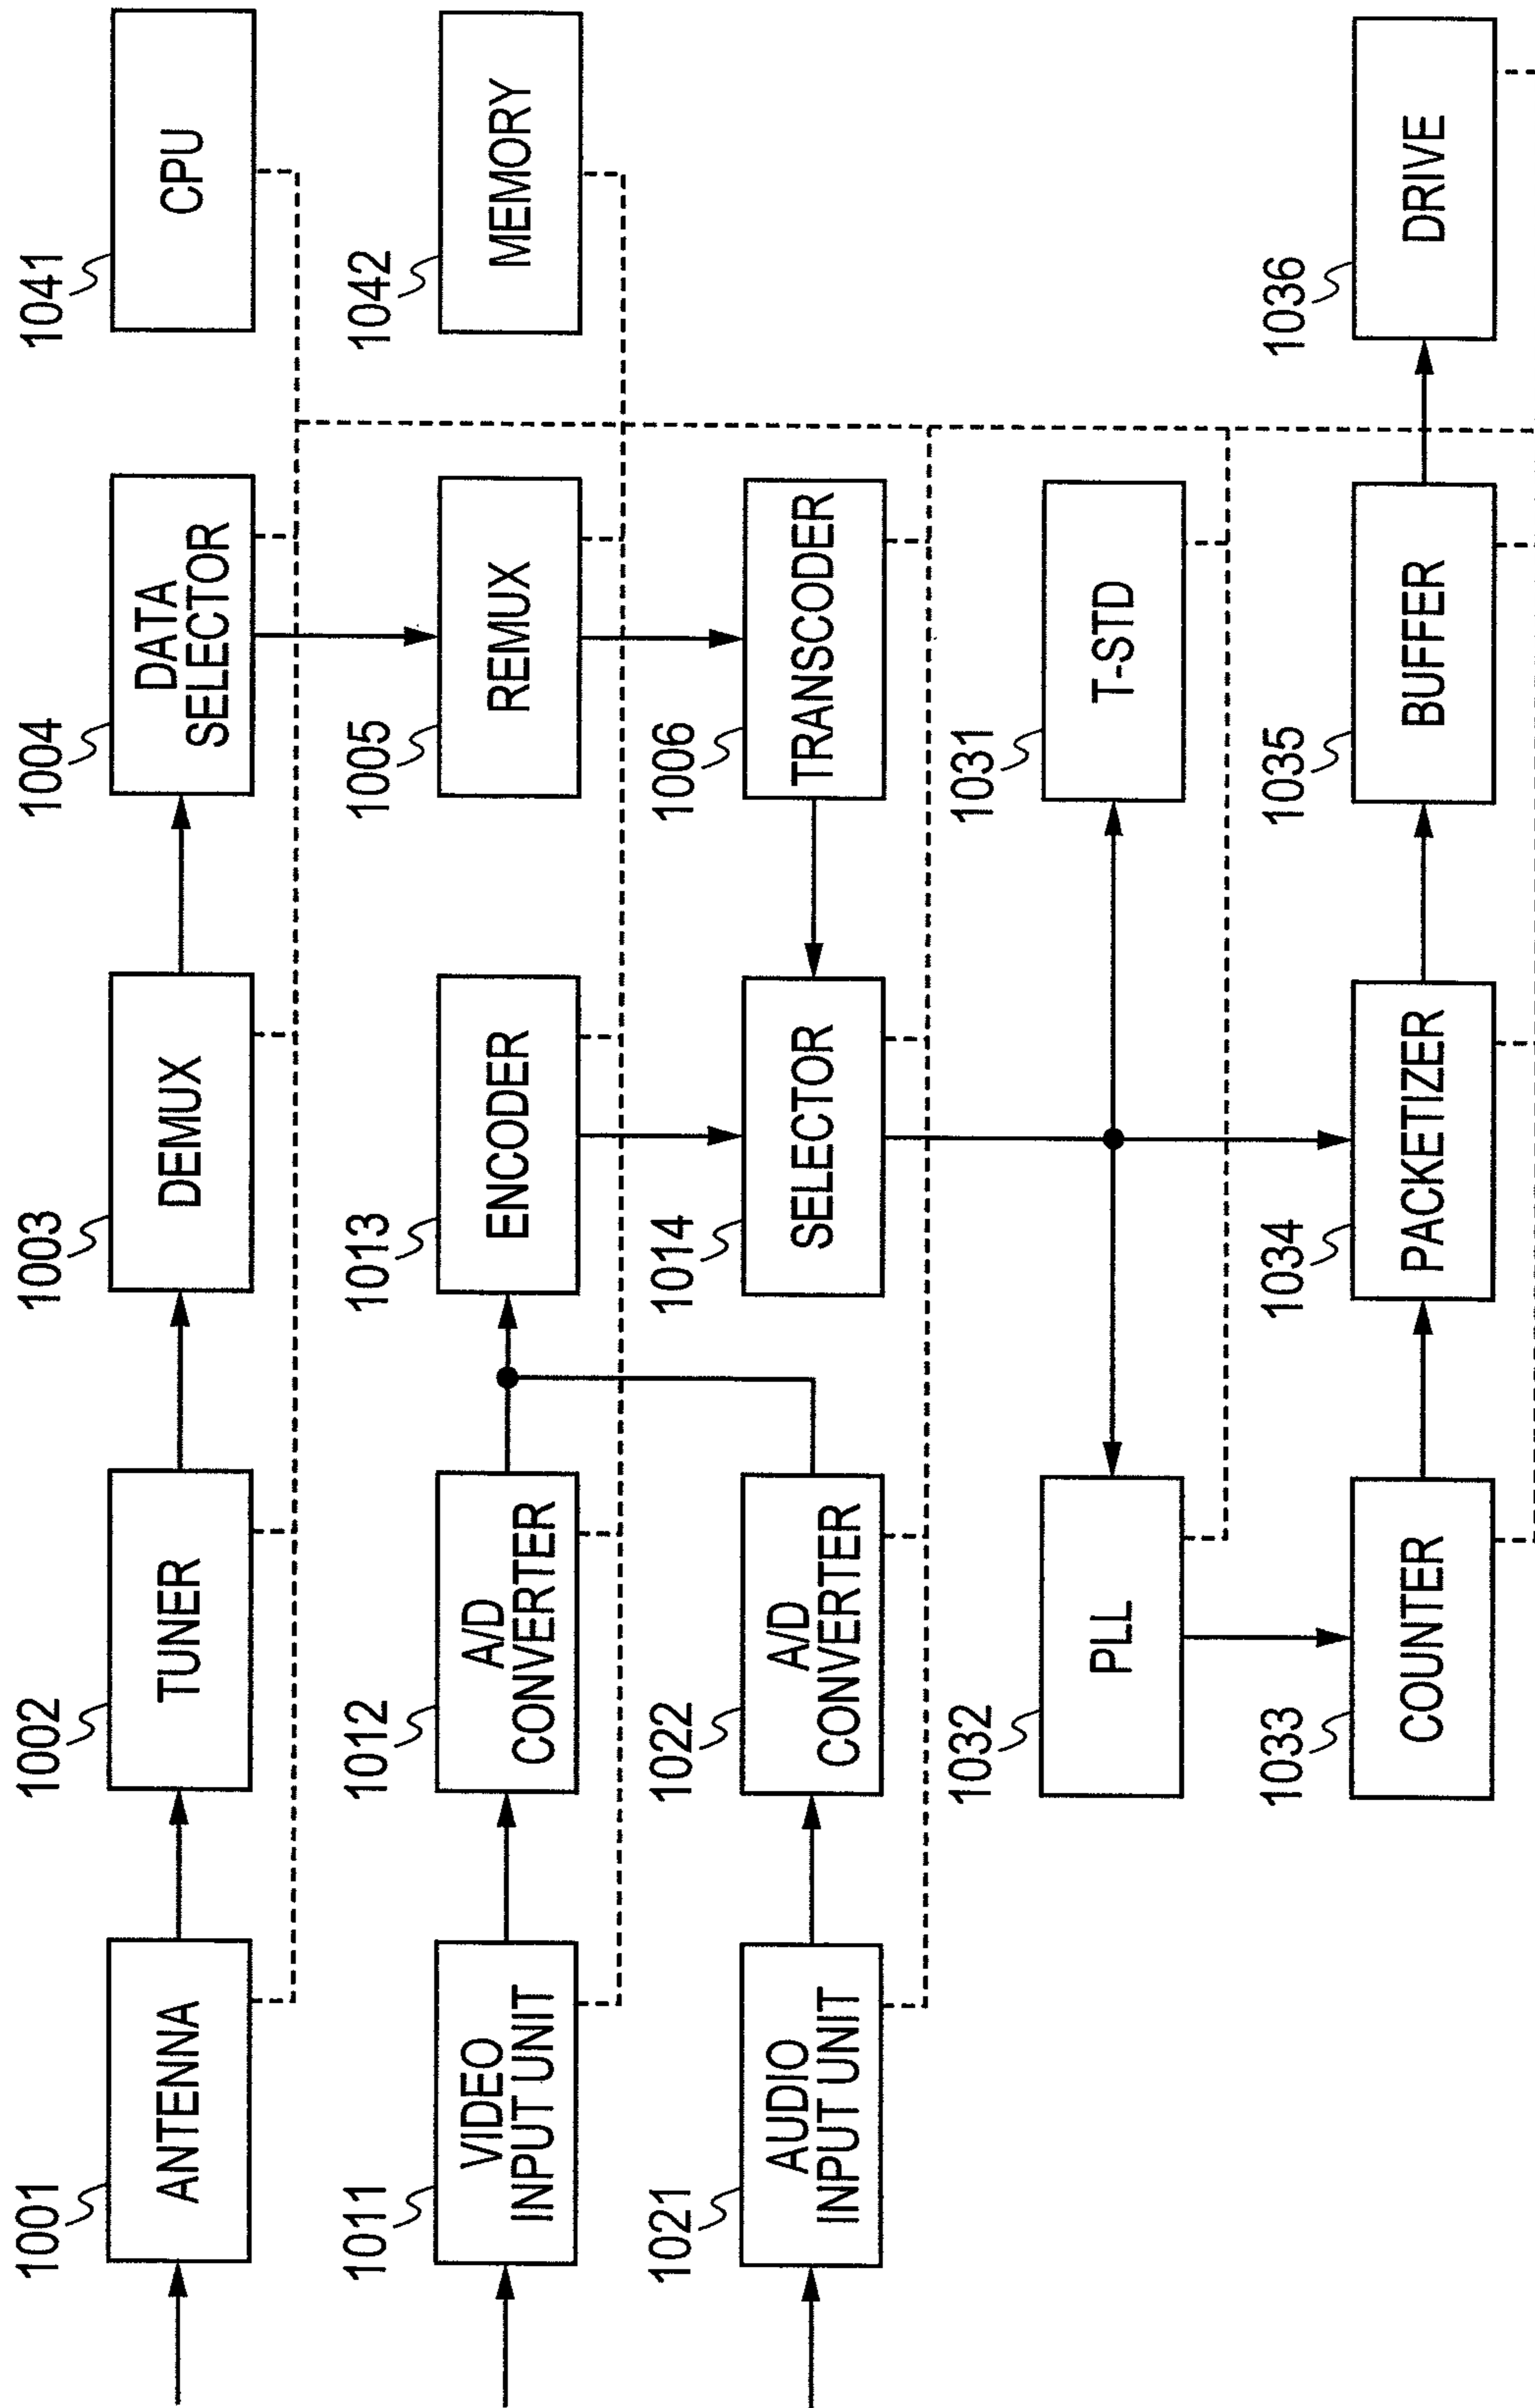 1001
ANTENNA
1002
TUNER
1003
DEMUX
1004
DATA
SELECTOR
1041
CPU
1011
VIDEO
INPUT UNIT
1012
A/D
CONVERTER
1013
ENCODER
1005
REMUX
1042
MEMORY
1021
AUDIO
INPUT UNIT
1022
A/D
CONVERTER
1014
SELECTOR
1006
TRANSCODER
1032
PLL
1031
T-STD
1033
COUNTER
1034
PACKETIZER
1035
BUFFER
1036
DRIVE